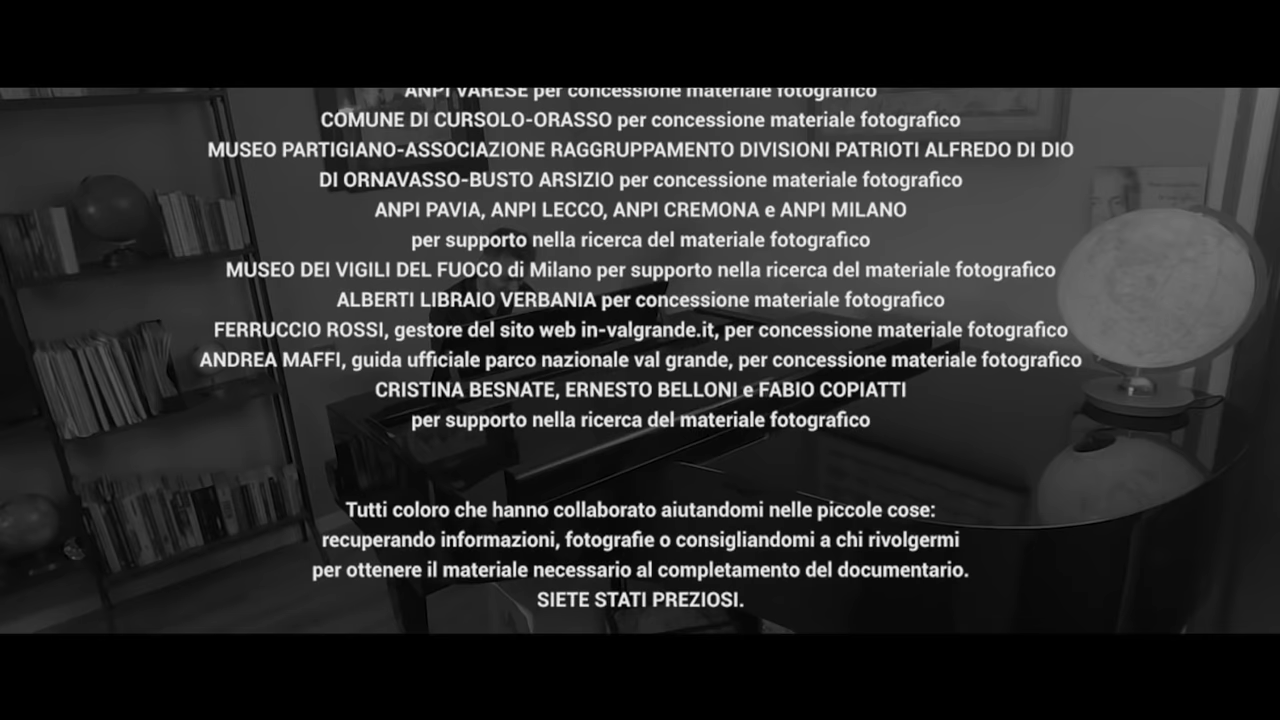 ANPI VARESE per concessione materiale fotografico
COMUNE DI CURSOLO-ORASSO per concessione materiale fotografico
MUSEO PARTIGIANO-ASSOCIAZIONE RAGGRUPPAMENTO DIVISIONI PATRIOTI ALFREDO DI DIO
DI ORNAVASSO-BUSTO ARSIZIO per concessione materiale fotografico
ANPI PAVIA, ANPI LECCO, ANPI CREMONA e ANPI MILANO
per supporto nella ricerca del materiale fotografico
MUSEO DEI VIGILI DEL FUOCO di Milano per supporto nella ricerca del materiale fotografico
ALBERTI LIBRAIO VERBANIA per concessione materiale fotografico
FERRUCCIO ROSSI, gestore del sito web in-valgrande.it, per concessione materiale fotografico
ANDREA MAFFI, guida ufficiale parco nazionale val grande, per concessione materiale fotografico
CRISTINA BESNATE, ERNESTO BELLONI e FABIO COPIATTI
per supporto nella ricerca del materiale fotografico
Tutti coloro che hanno collaborato aiutandomi nelle piccole cose:
recuperando informazioni, fotografie o consigliandomi a chi rivolgermi
per ottenere il materiale necessario al completamento del documentario.
SIETE STATI PREZIOSI.